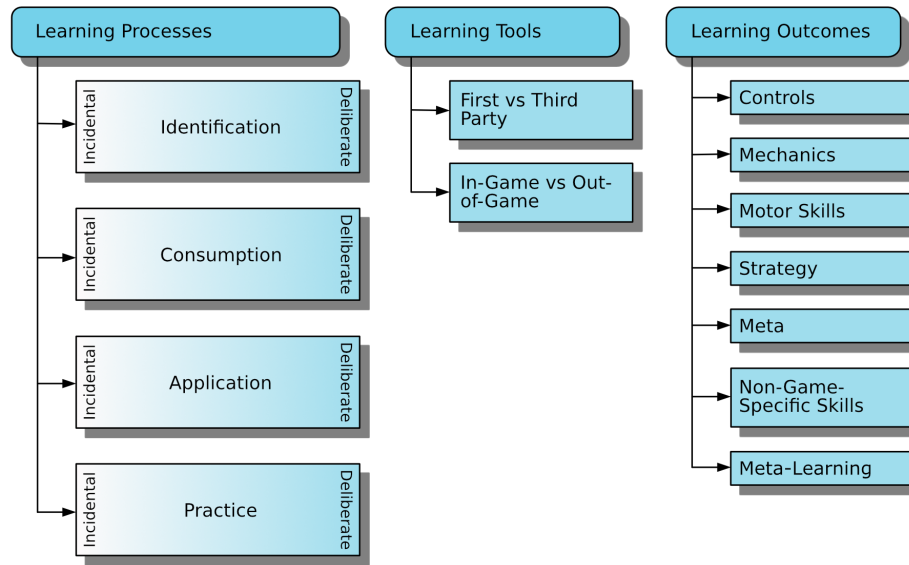 Learning Processes
Incidental
Identification
Deliberate
Incidental
Consumption
Deliberate
Incidental
Application
Deliberate
Incidental
Practice
Deliberate
Learning Tools
First vs Third
Party
In-Game vs Out-
of-Game
Learning Outcomes
Controls
Mechanics
Motor Skills
Strategy
Meta
Non-Game-
Specific Skills
Meta-Learning